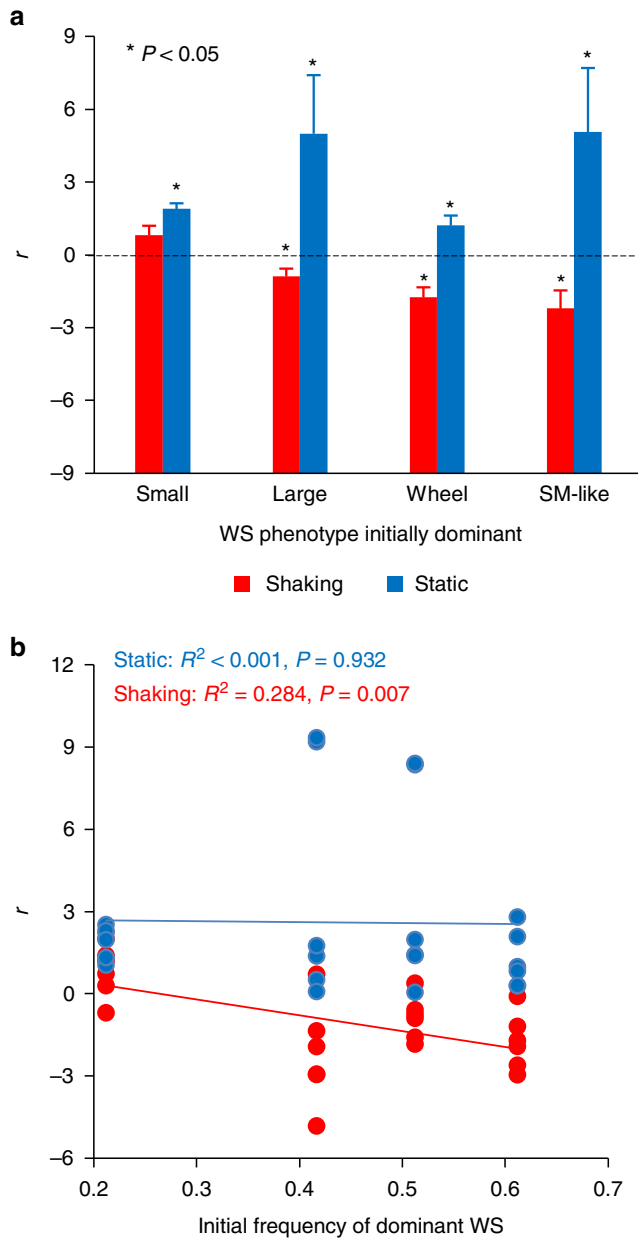 a
* P < 0.05
9
6
3
0
–3
–6
–9
r
* * * * * * *
Small Large Wheel SM-like
WS phenotype initially dominant
Shaking Static
b
Static: R² < 0.001, P = 0.932
Shaking: R² = 0.284, P = 0.007
12
9
6
3
0
–3
–6
r
0.2 0.3 0.4 0.5 0.6 0.7
Initial frequency of dominant WS